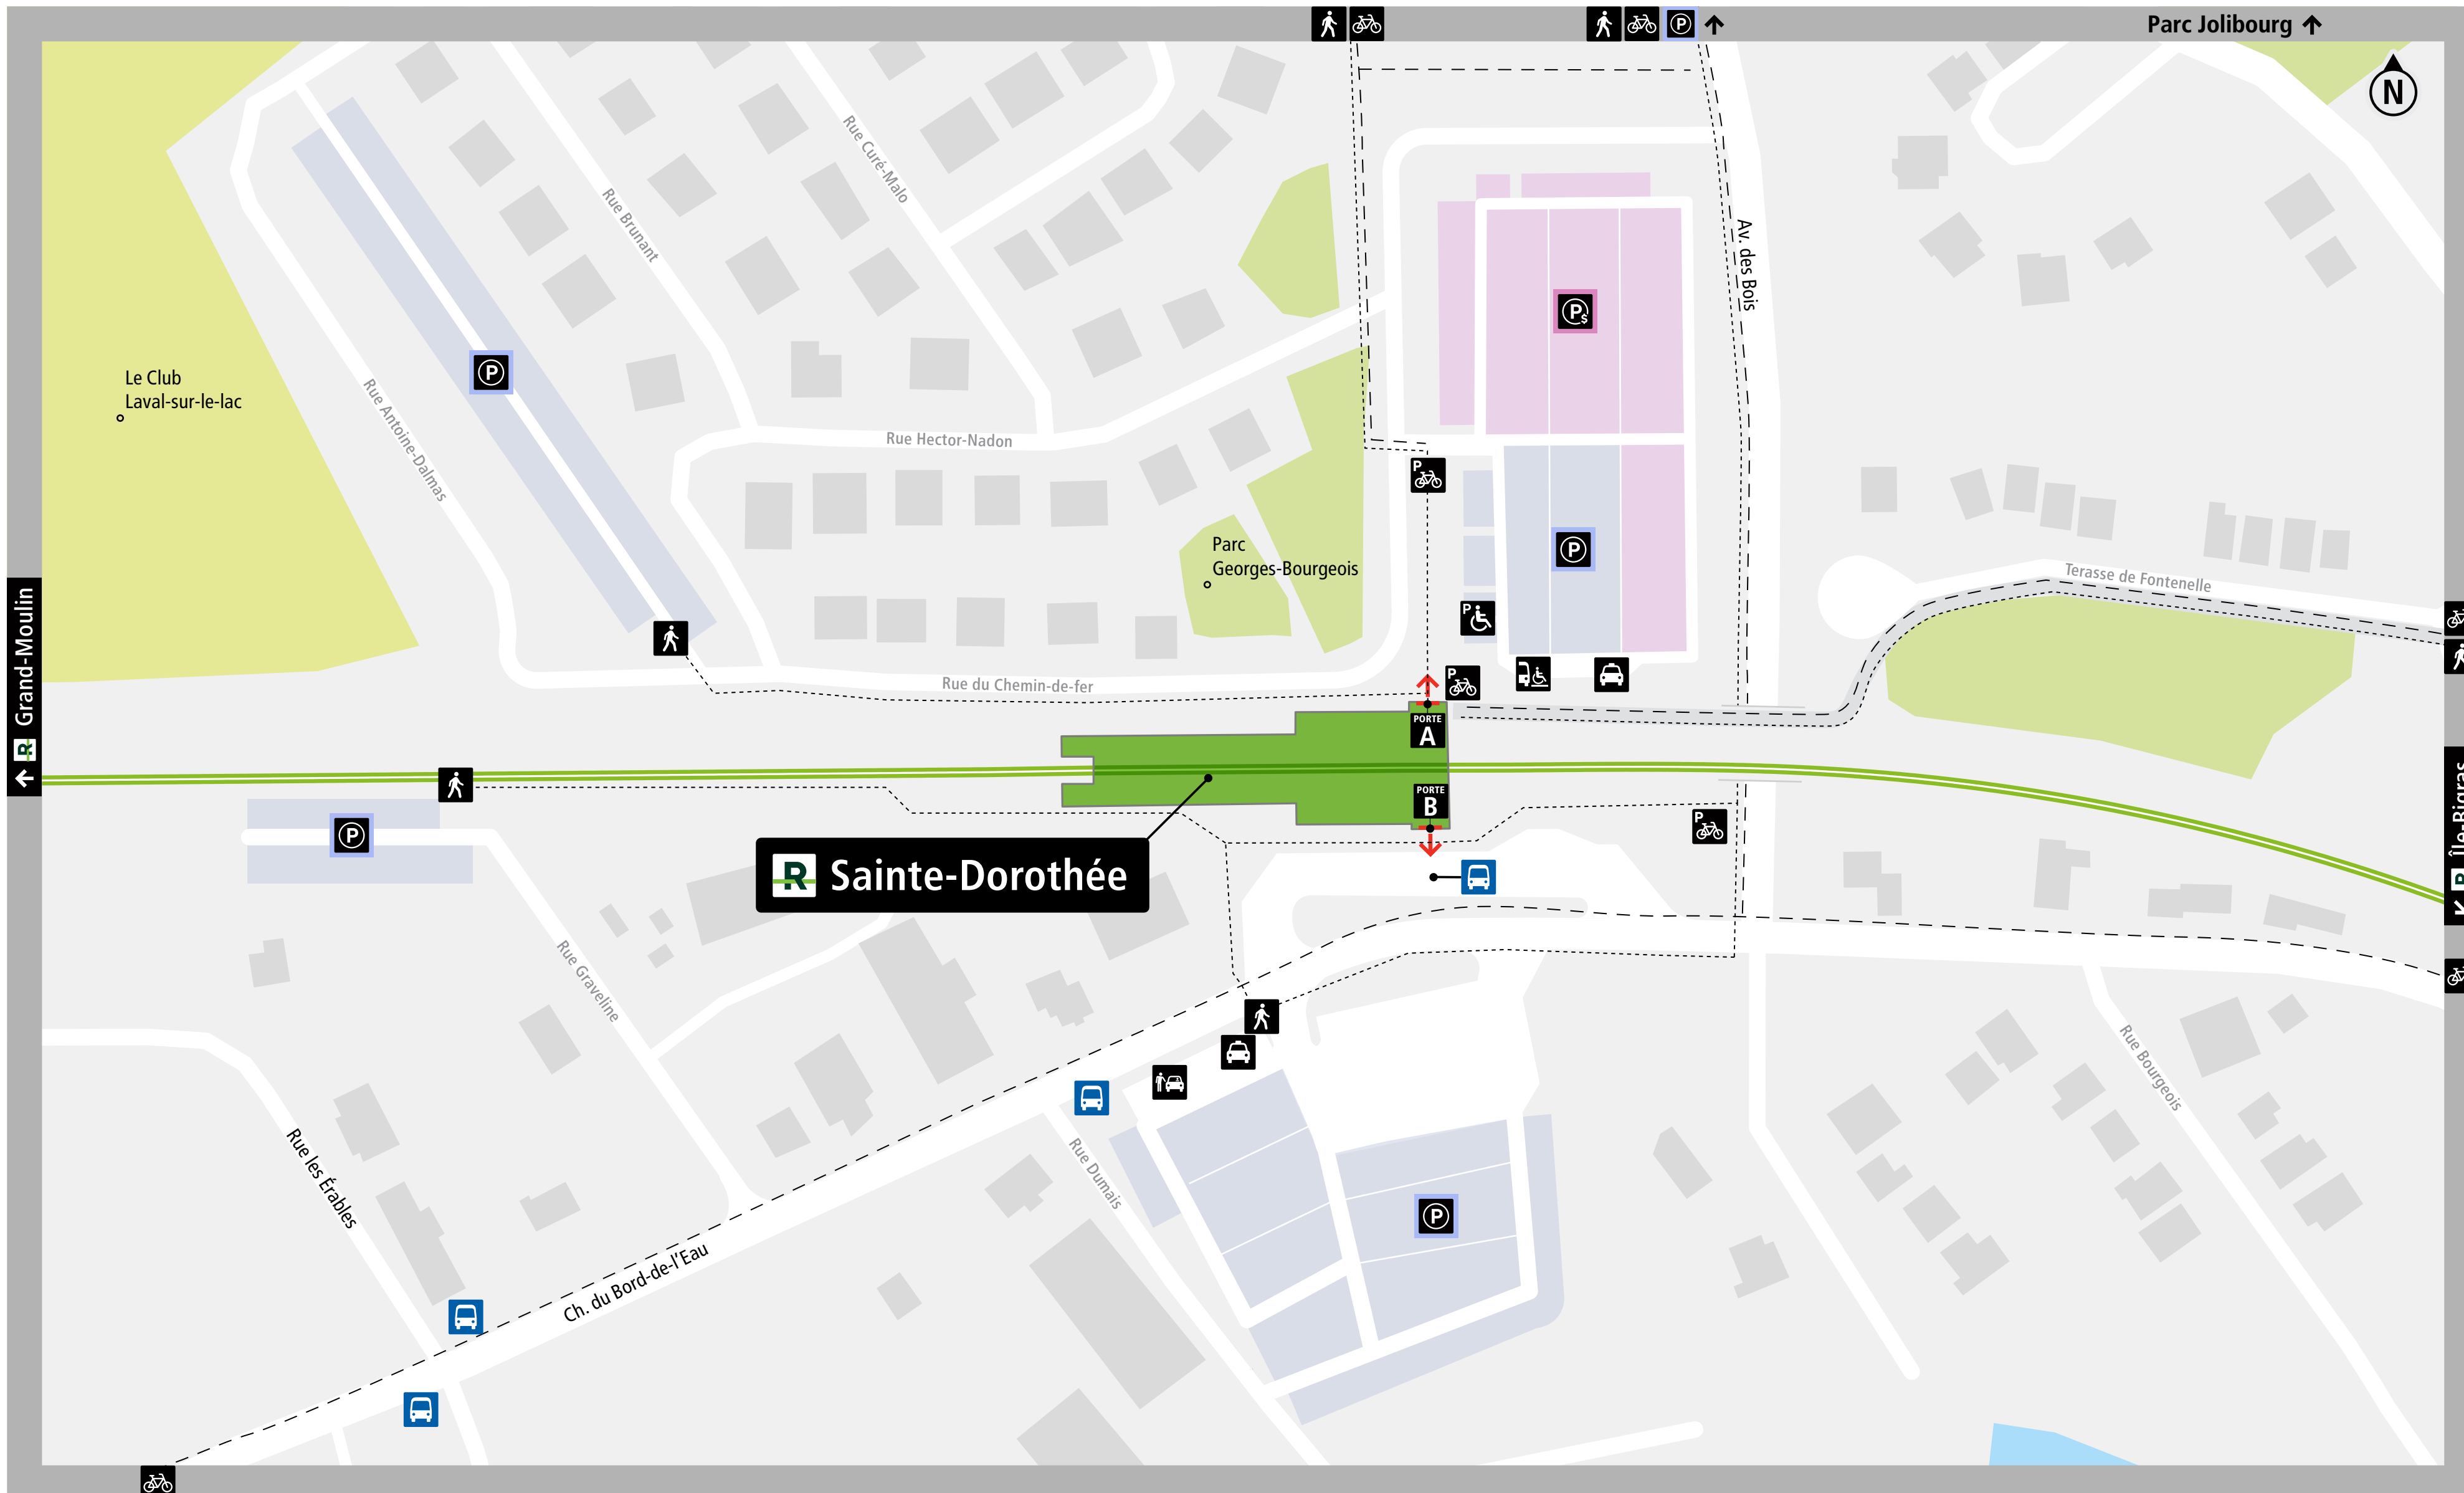 Parc Jolibourg
N
Rue Curé-Malo
Rue Brunant
Av. des Bois
P$
P
Le Club
Laval-sur-le-lac
Rue Antoine-Dalmas
Rue Hector-Nadon
P
P
Parc
Georges-Bourgeois
P
Terasse de Fontenelle
P
Grand-Moulin
R
Rue du Chemin-de-fer
P
PORTE
A
PORTE
B
P
P
R Sainte-Dorothée
Île-Bigras
R
Rue Graveline
Rue Bourgeois
Rue les Érables
Rue Dumais
P
Ch. du Bord-de-l'Eau